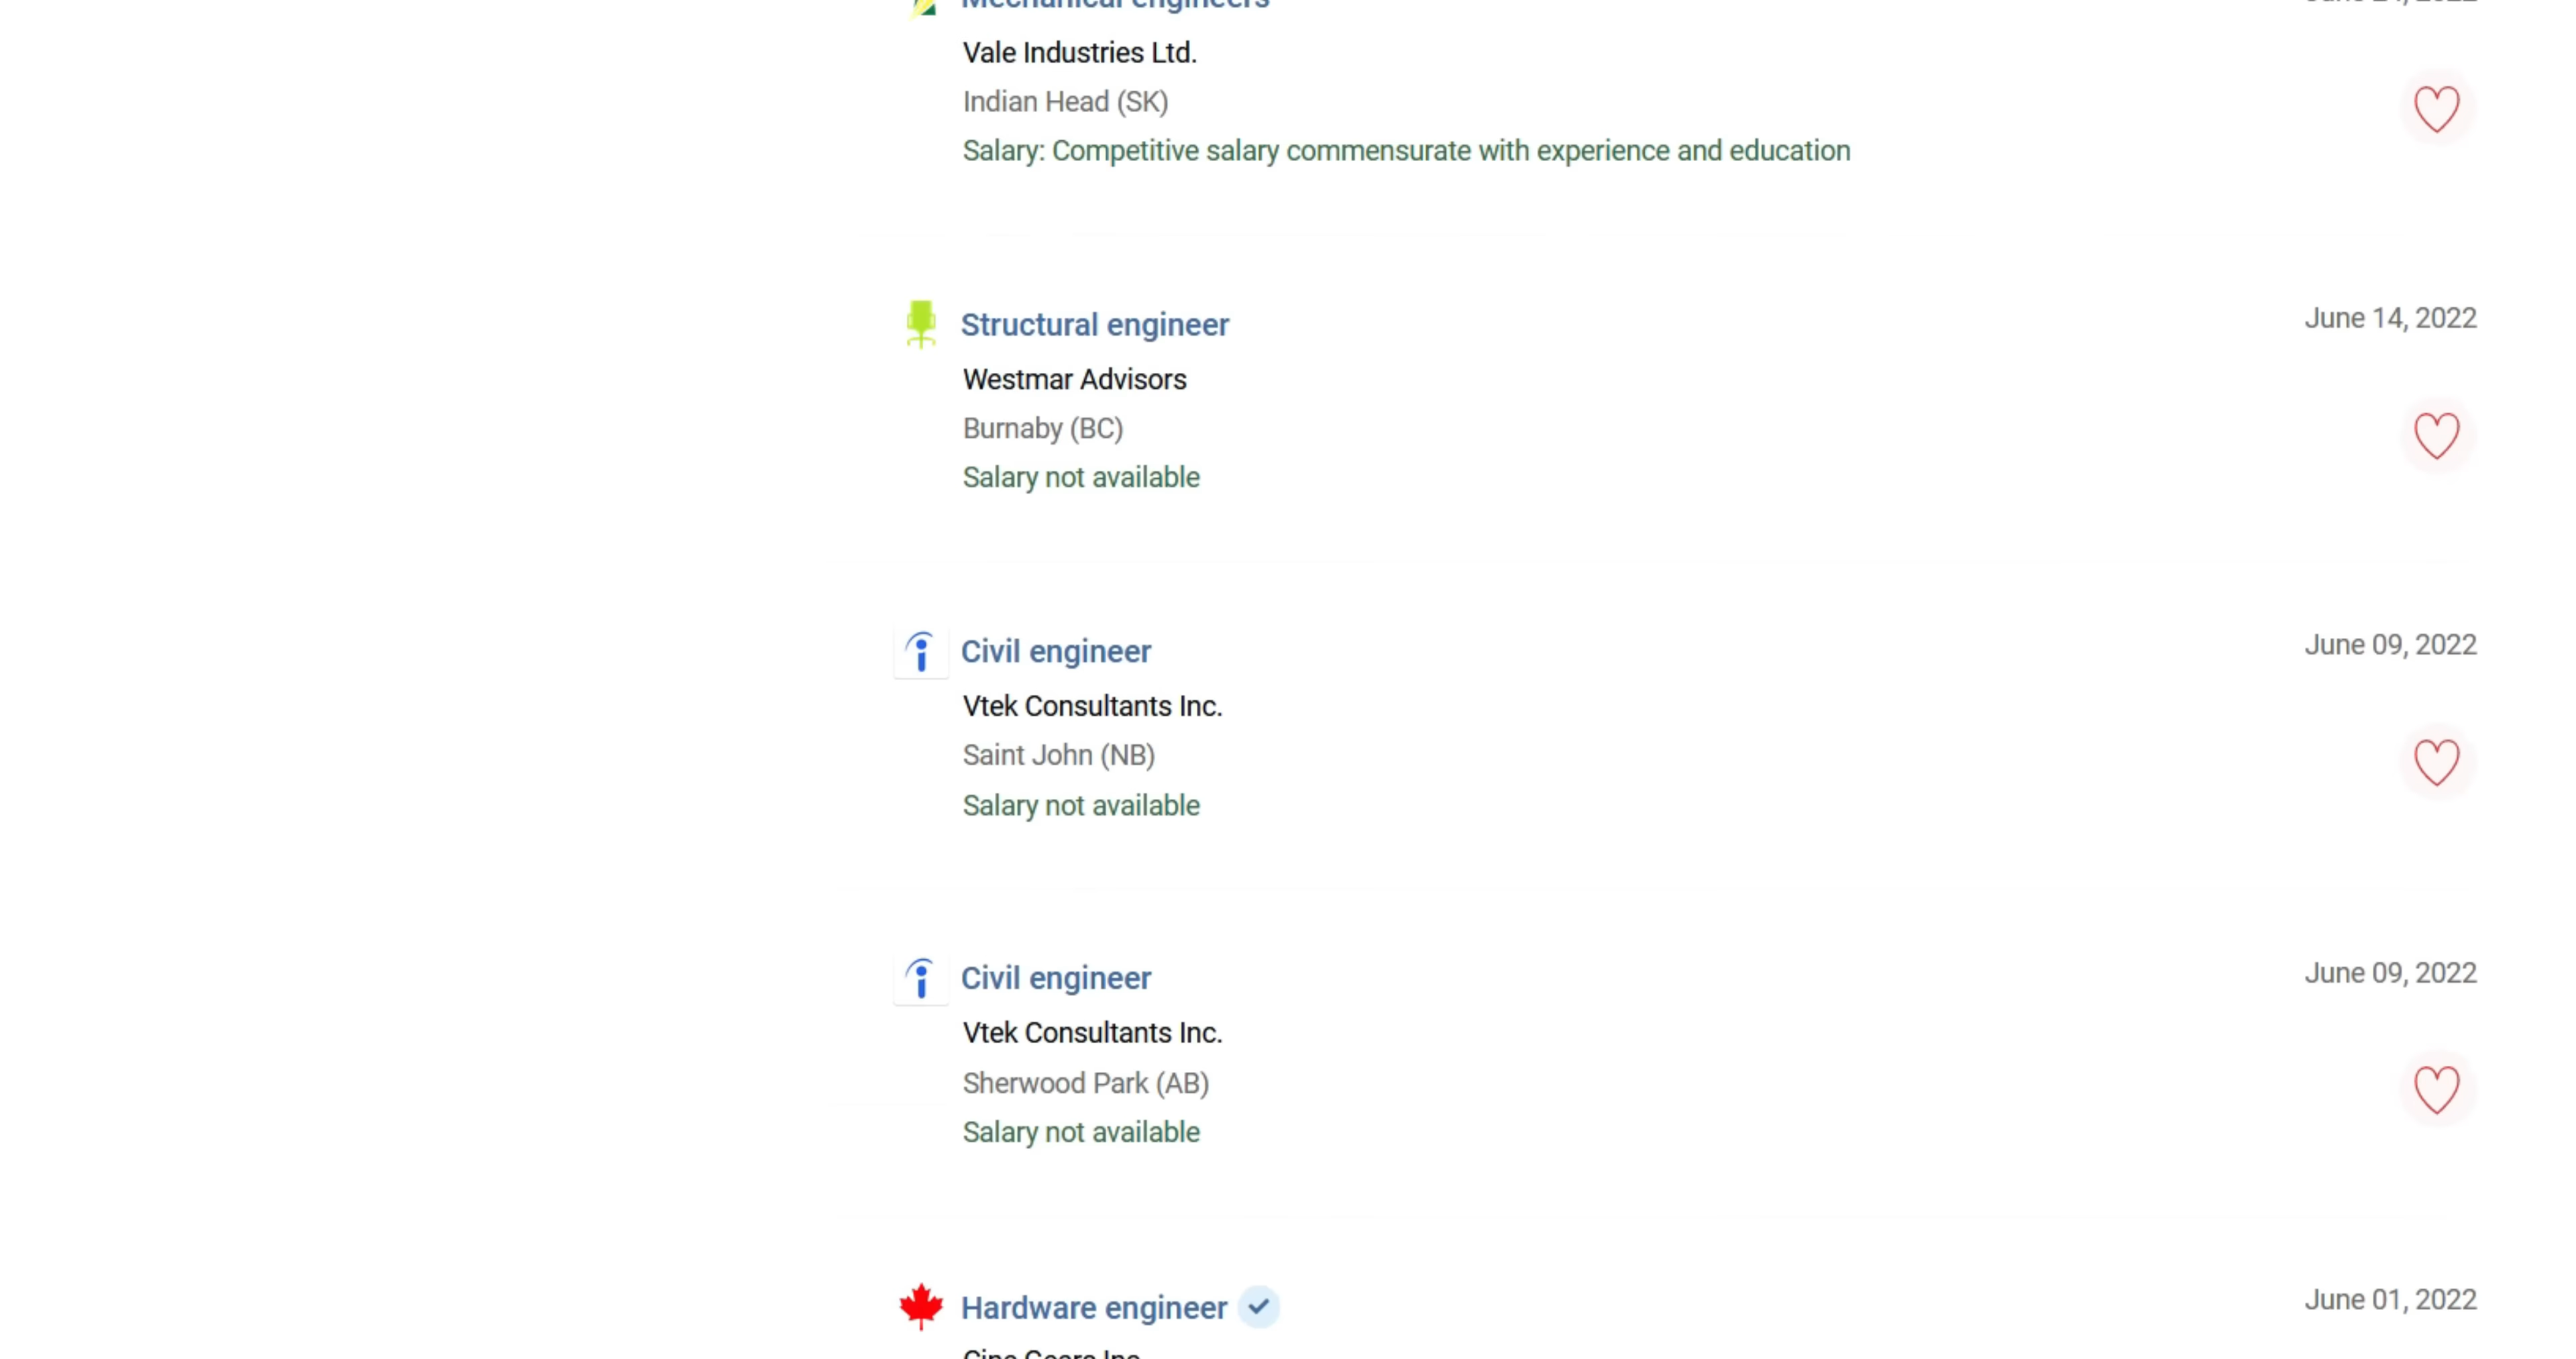 Mechanical engineers
Vale Industries Ltd.
Indian Head (SK)
Salary: Competitive salary commensurate with experience and education
Structural engineer
June 14, 2022
Westmar Advisors
Burnaby (BC)
Salary not available
Civil engineer
June 09, 2022
Vtek Consultants Inc.
Saint John (NB)
Salary not available
Civil engineer
June 09, 2022
Vtek Consultants Inc.
Sherwood Park (AB)
Salary not available
Hardware engineer
June 01, 2022